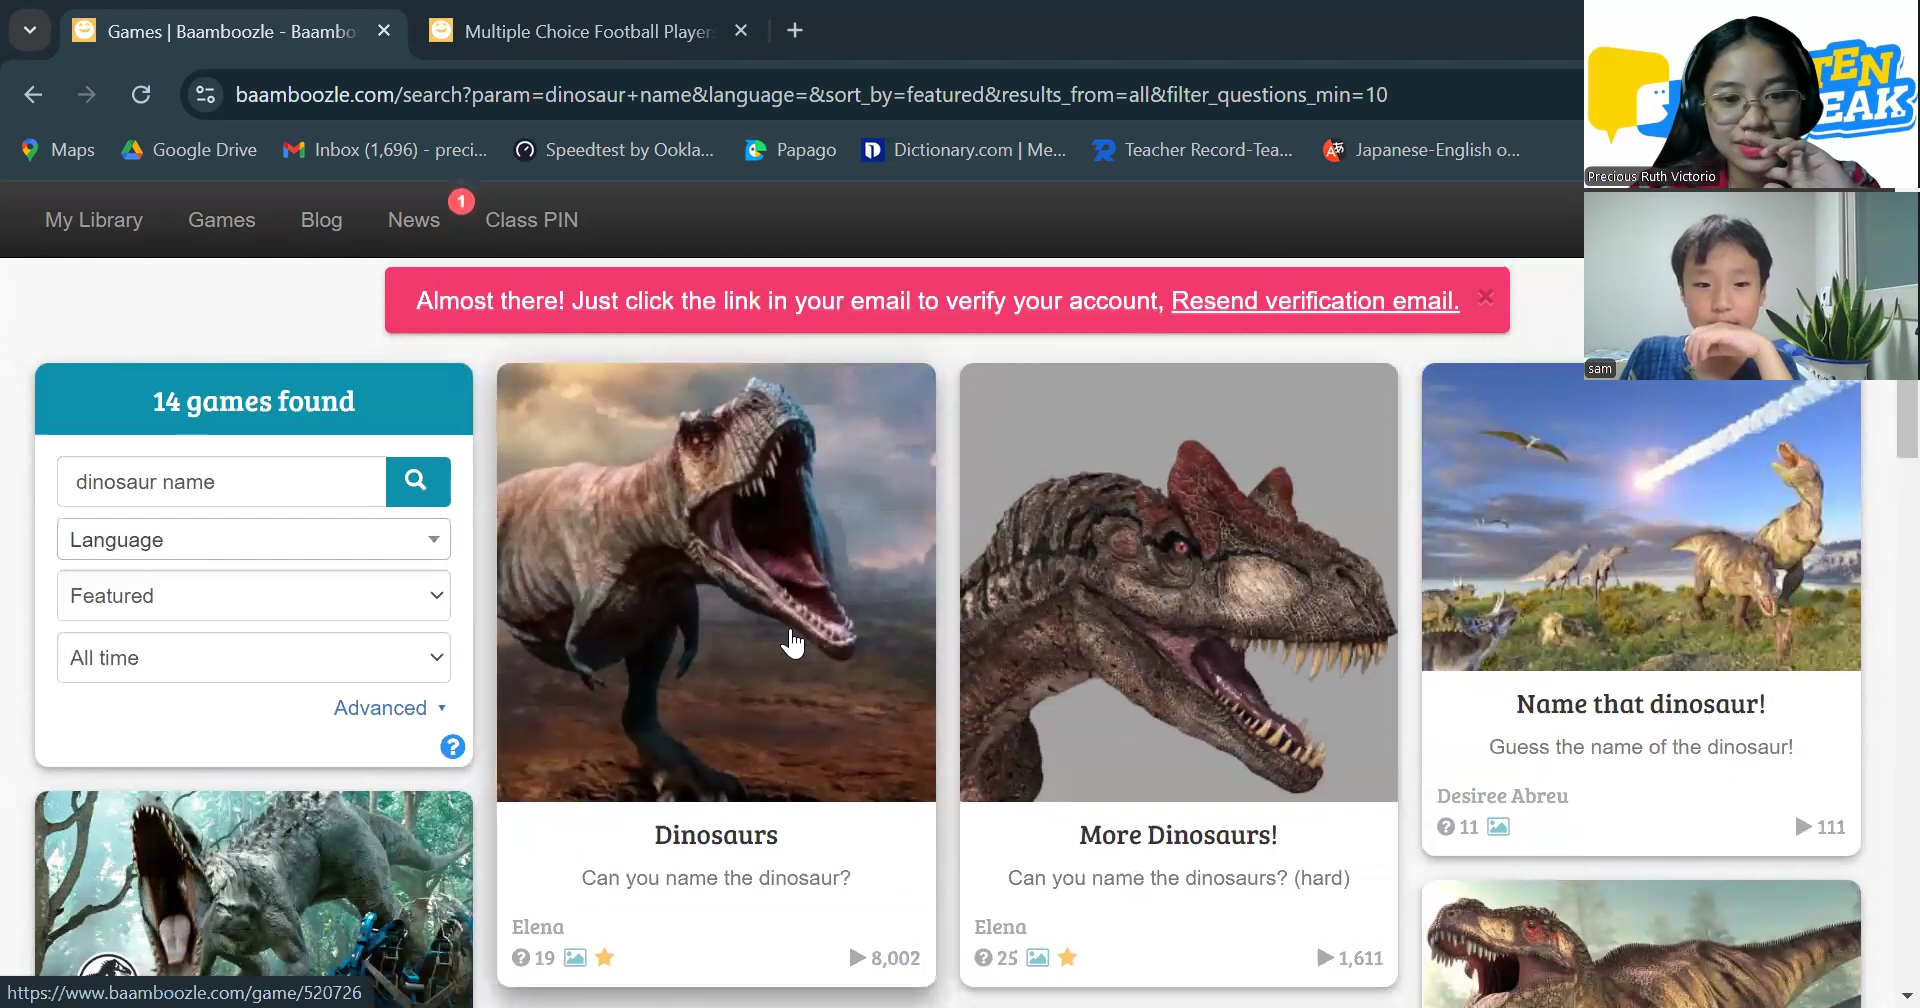 Games | Baamboozle - Baambo
Multiple Choice Football Player
baamboozle.com/search?param=dinosaur+name&language=&sort_by=featured&results_from=all&filter_questions_min=10
Maps
Google Drive
Inbox (1,696) - preci...
Speedtest by Ookla...
Papago
Dictionary.com | Me...
Teacher Record-Tea...
Japanese-English o...
TEN
EAK
Precious Ruth Victorio
sam
My Library
Games
Blog
News
1
Class PIN
Almost there! Just click the link in your email to verify your account, Resend verification email.
14 games found
dinosaur name
Language
Featured
All time
Advanced
?
Dinosaurs
Can you name the dinosaur?
Elena
19
8,002
More Dinosaurs!
Can you name the dinosaurs? (hard)
Elena
25
1,611
Name that dinosaur!
Guess the name of the dinosaur!
Desiree Abreu
11
111
https://www.baamboozle.com/game/520726